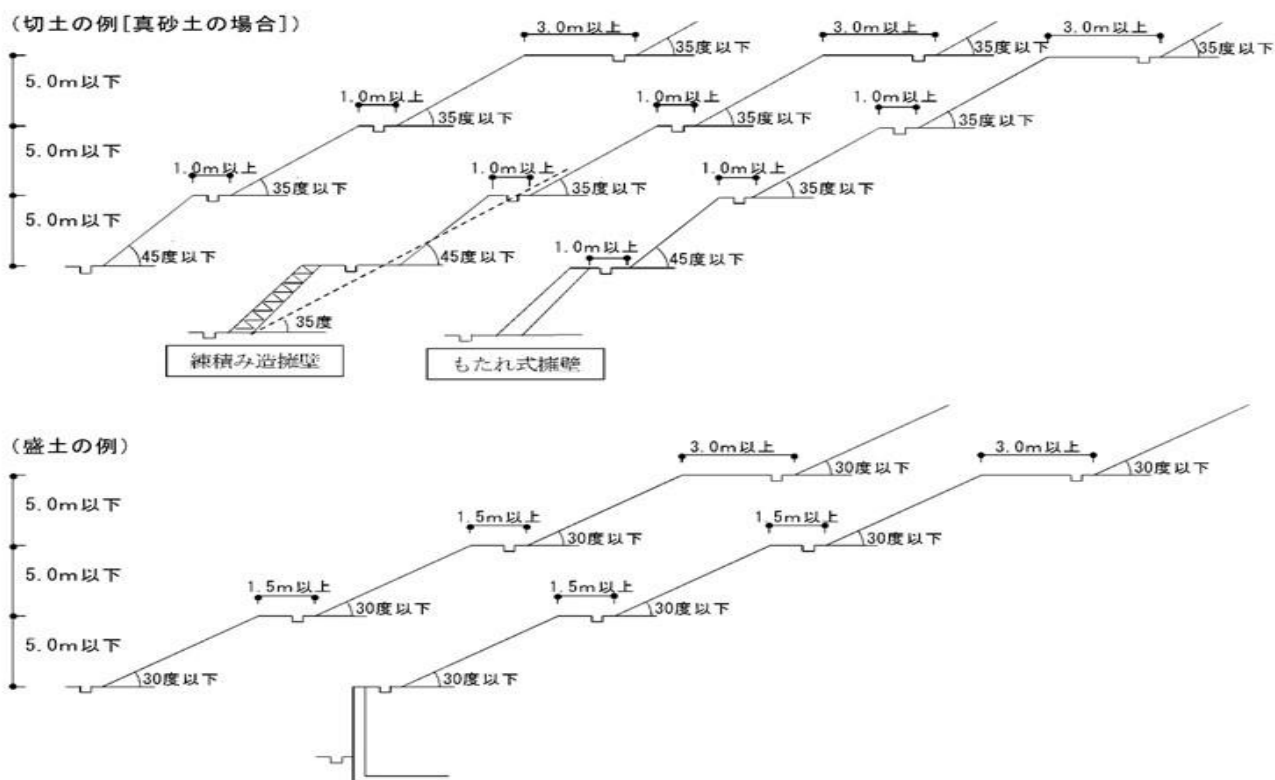 (切土の例[真砂土の場合])
3.0m以上 3.0m以上 3.0m以上
35度以下 35度以下 35度以下
5.0m以下
1.0m以上 1.0m以上 1.0m以上
35度以下 35度以下 35度以下
5.0m以下
1.0m以上 1.0m以上 1.0m以上
35度以下 35度以下 35度以下
5.0m以下
1.0m以上
45度以下 45度以下 45度以下
35度
練積み造擁壁 もたれ式擁壁
(盛土の例)
3.0m以上 3.0m以上
30度以下 30度以下
5.0m以下
1.5m以上 1.5m以上
30度以下 30度以下
5.0m以下
1.5m以上 1.5m以上
30度以下 30度以下
5.0m以下
30度以下 30度以下